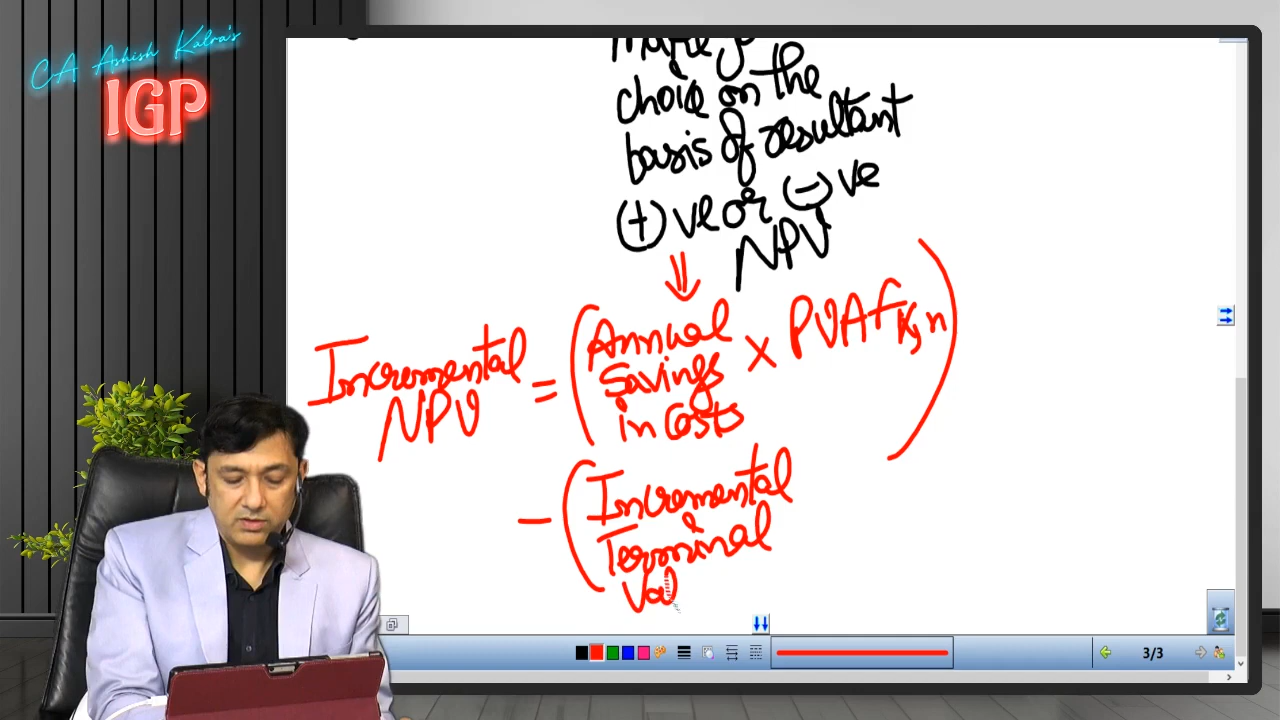 CA Ashish Kalra's
IGP
choice on the
basis of resultant
(+)ve or (-)ve
NPV
⇓
Incremental NPV = (Annual Savings in Costs × PVAF K, n)
- (Incremental
Terminal
Val
3/3